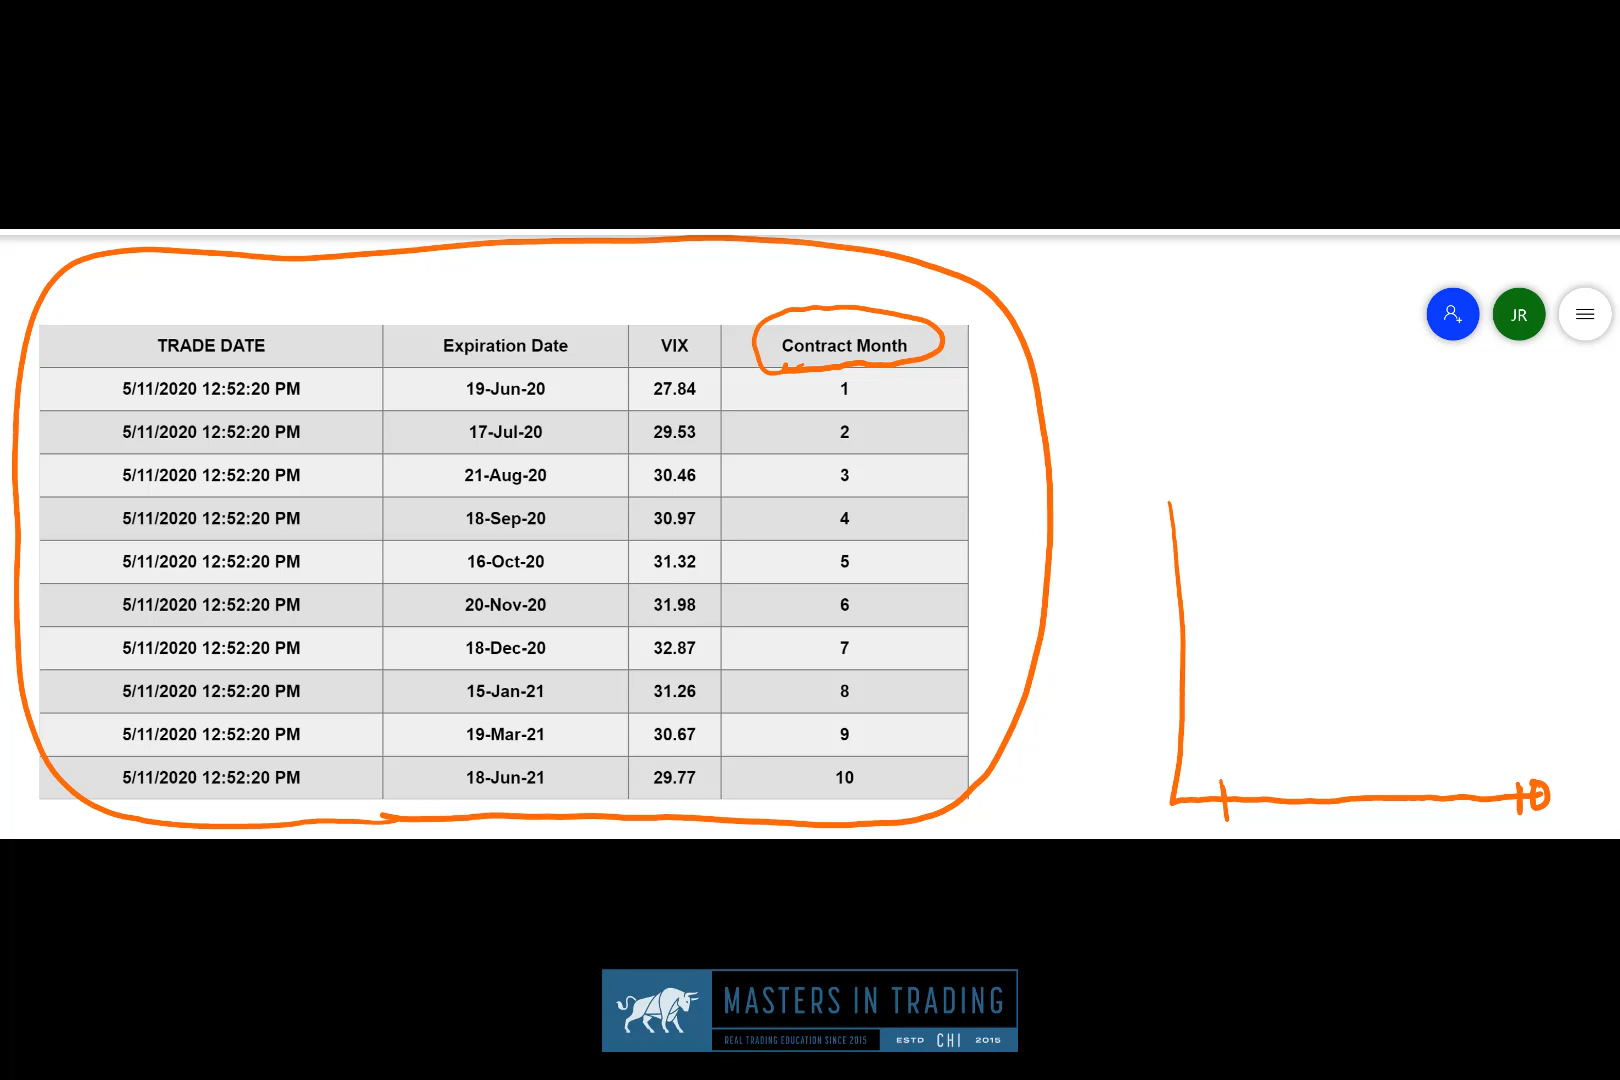 TRADE DATE Expiration Date VIX Contract Month
5/11/2020 12:52:20 PM 19-Jun-20 27.84 1
5/11/2020 12:52:20 PM 17-Jul-20 29.53 2
5/11/2020 12:52:20 PM 21-Aug-20 30.46 3
5/11/2020 12:52:20 PM 18-Sep-20 30.97 4
5/11/2020 12:52:20 PM 16-Oct-20 31.32 5
5/11/2020 12:52:20 PM 20-Nov-20 31.98 6
5/11/2020 12:52:20 PM 18-Dec-20 32.87 7
5/11/2020 12:52:20 PM 15-Jan-21 31.26 8
5/11/2020 12:52:20 PM 19-Mar-21 30.67 9
5/11/2020 12:52:20 PM 18-Jun-21 29.77 10
JR
1 10
MASTERS IN TRADING
REAL TRADING EDUCATION SINCE 2015 ESTD CHI 2015